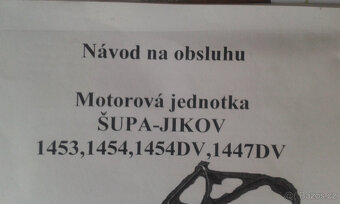 Návod na obsluhu
Motorová jednotka
ŠUPA-JIKOV
1453,1454,1454DV,1447DV